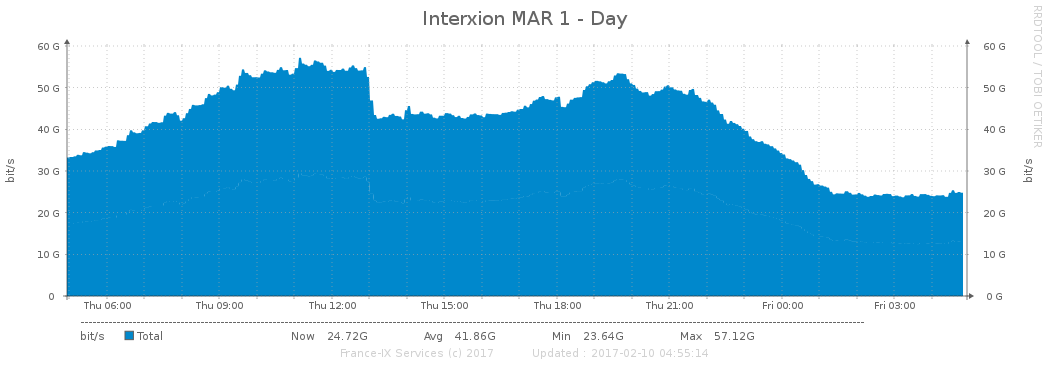 Interxion MAR 1 - Day
RRDTOOL / TOBI OETIKER
60 G 60 G
50 G 50 G
40 G 40 G
30 G 30 G
20 G 20 G
10 G 10 G
0 0 G
bit/s
bit/s
Thu 06:00 Thu 09:00 Thu 12:00 Thu 15:00 Thu 18:00 Thu 21:00 Fri 00:00 Fri 03:00
bit/s Total Now 24.72G Avg 41.86G Min 23.64G Max 57.12G
France-IX Services (c) 2017 Updated : 2017-02-10 04:55:14